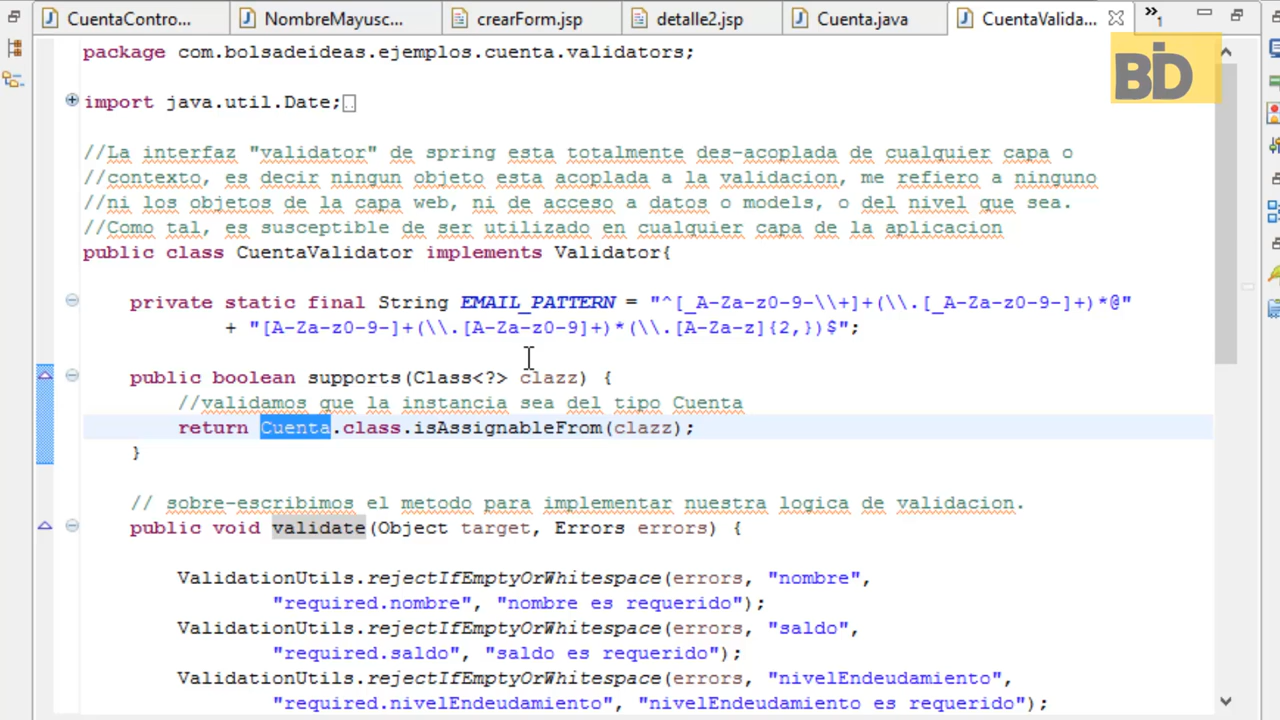 CuentaContro... NombreMayusc... crearForm.jsp detalle2.jsp Cuenta.java CuentaValida... »1
BD
package com.bolsadeideas.ejemplos.cuenta.validators;
import java.util.Date;
//La interfaz "validator" de spring esta totalmente des-acoplada de cualquier capa o
//contexto, es decir ningun objeto esta acoplada a la validacion, me refiero a ninguno
//ni los objetos de la capa web, ni de acceso a datos o models, o del nivel que sea.
//Como tal, es susceptible de ser utilizado en cualquier capa de la aplicacion
public class CuentaValidator implements Validator{
private static final String EMAIL_PATTERN = "^[_A-Za-z0-9-\\+]+(\\.[_A-Za-z0-9-]+)*@"
+ "[A-Za-z0-9-]+(\\.[A-Za-z0-9]+)*(\\.[A-Za-z]{2,})$";
public boolean supports(Class<?> clazz) {
//validamos que la instancia sea del tipo Cuenta
return Cuenta.class.isAssignableFrom(clazz);
}
// sobre-escribimos el metodo para implementar nuestra logica de validacion.
public void validate(Object target, Errors errors) {
ValidationUtils.rejectIfEmptyOrWhitespace(errors, "nombre",
"required.nombre", "nombre es requerido");
ValidationUtils.rejectIfEmptyOrWhitespace(errors, "saldo",
"required.saldo", "saldo es requerido");
ValidationUtils.rejectIfEmptyOrWhitespace(errors, "nivelEndeudamiento",
"required.nivelEndeudamiento", "nivelEndeudamiento es requerido");